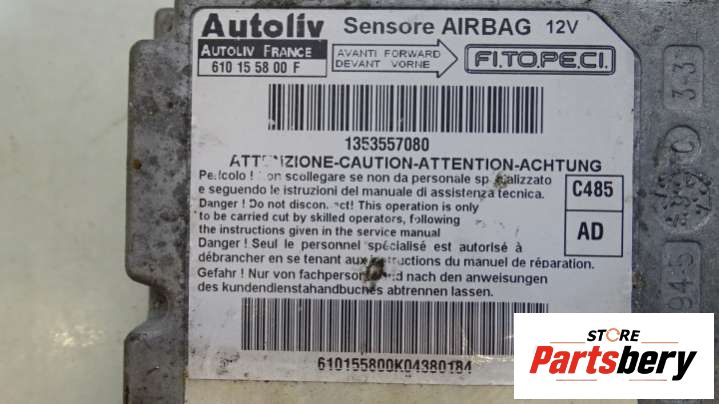 Autoliv Sensore AIRBAG 12V
AUTOLIV FRANCE
610 15 58 00 F
AVANTI FORWARD
DEVANT VORNE
FI.TO.PE.CI.
1353557080
ATTENZIONE-CAUTION-ATTENTION-ACHTUNG
Pericolo ! Non scollegare se non da personale specializzato
e seguendo le istruzioni del manuale di assistenza tecnica.
Danger ! Do not disconnect! This operation is only
to be carried cut by skilled operators, following
the instructions given in the service manual
Danger ! Seul le personnel spécialisé est autorisé à
débrancher en se tenant aux instructions du manuel de réparation.
Gefahr ! Nur von fachpersonal und nach den anweisungen
des kundendienstahandbuches abtrennen lassen.
C485
AD
610155800K04380184
33
STORE
Partsbery